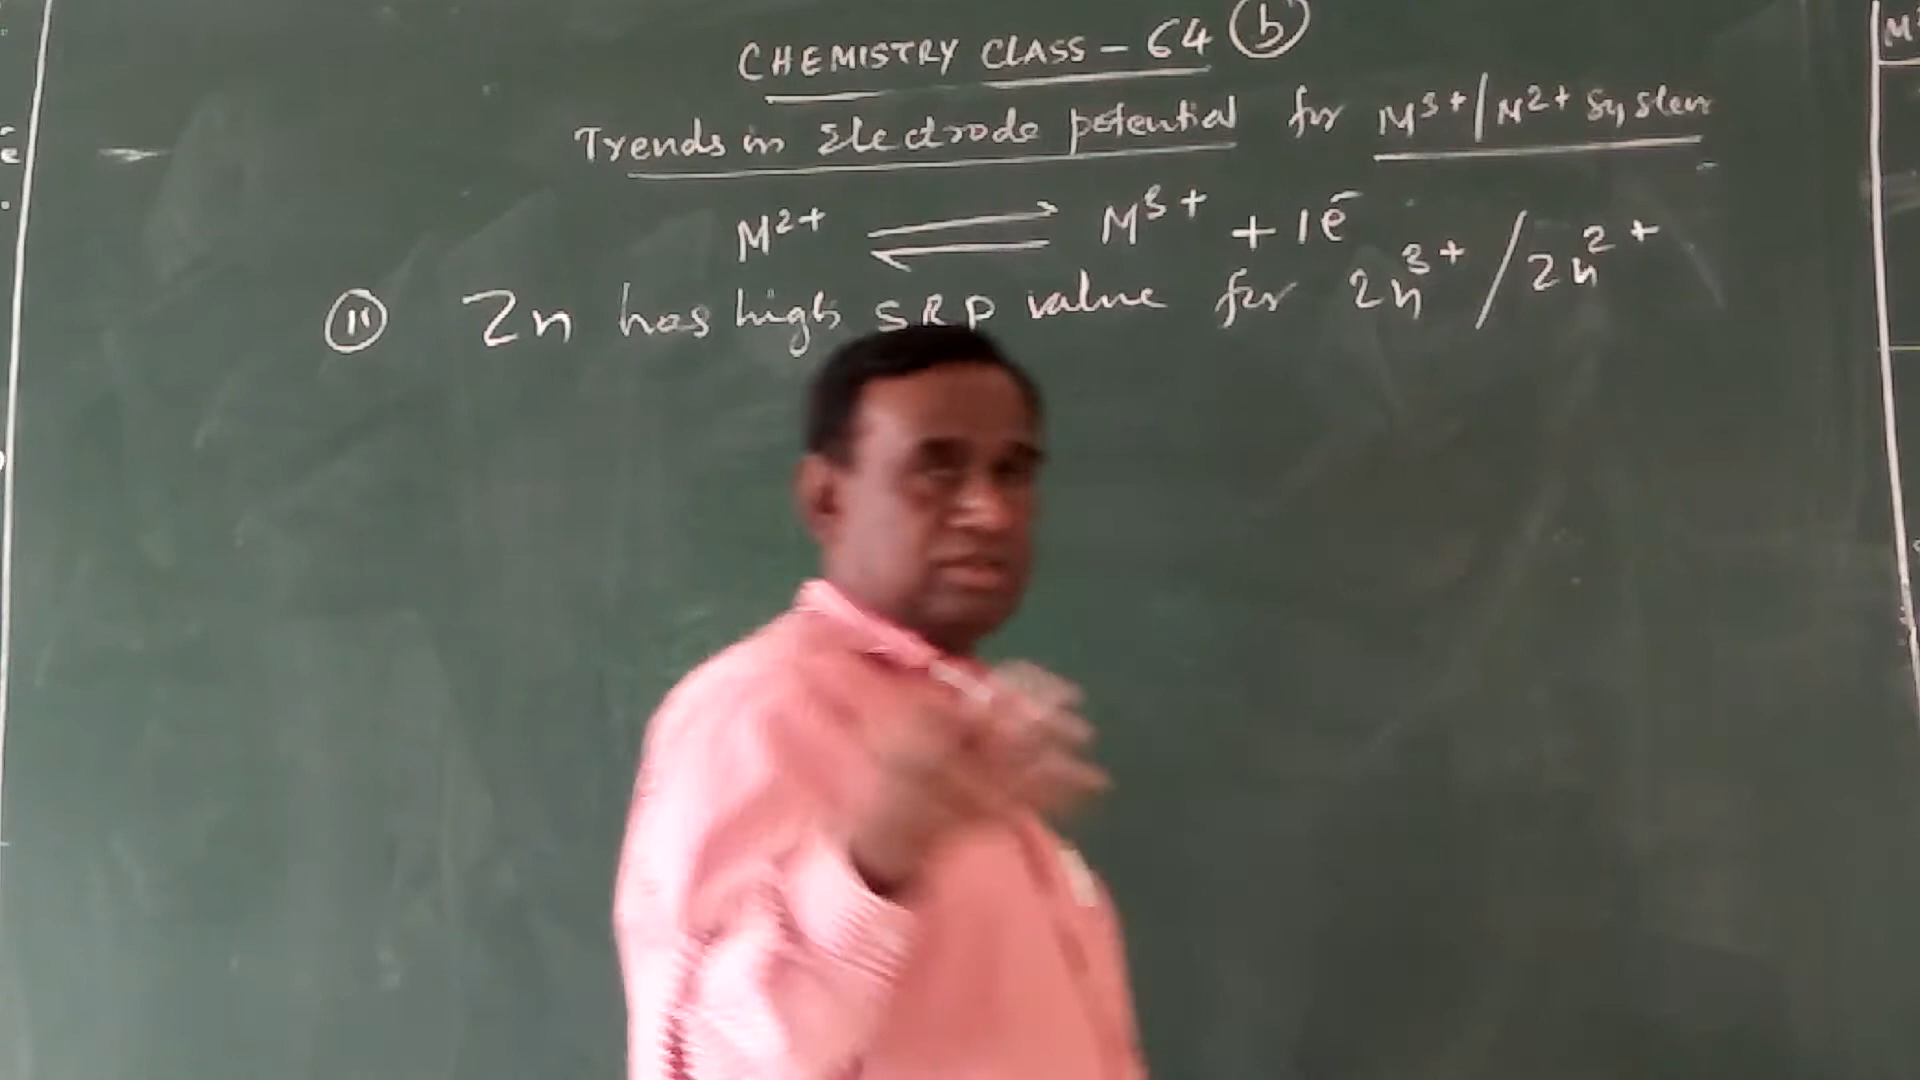 CHEMISTRY CLASS - 64 (b)
Trends in Electrode potential for M³⁺/M²⁺ System
M²⁺ ⇌ M³⁺ + 1e⁻
(ii) Zn has high SRP value for Zn³⁺/Zn²⁺